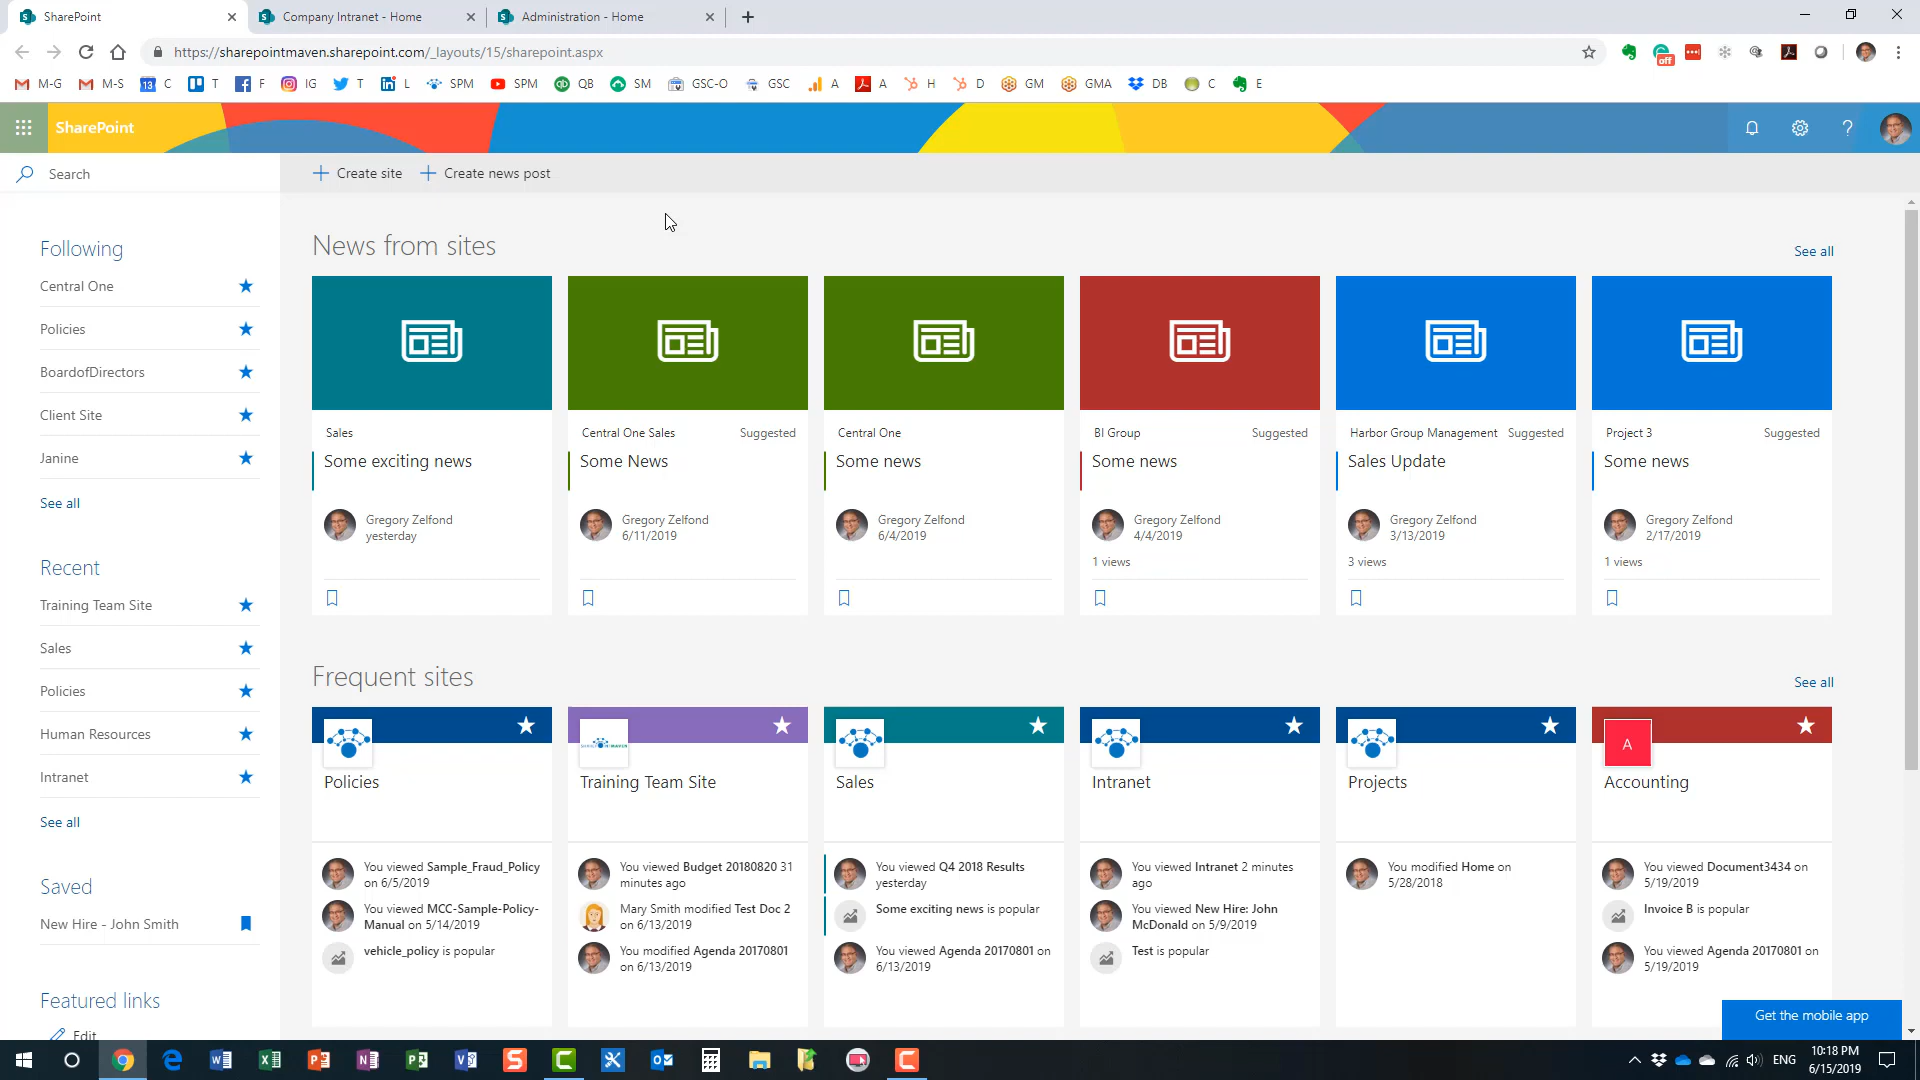 SharePoint
Company Intranet - Home
Administration - Home
https://sharepointmaven.sharepoint.com/_layouts/15/sharepoint.aspx
off
M-G
M-S
13
C
T
F
IG
T
L
SPM
SPM
QB
SM
GSC-O
GSC
A
A
H
D
GM
GMA
DB
C
E
SharePoint
Search
Create site
Create news post
Following
Central One
Policies
BoardofDirectors
Client Site
Janine
See all
Recent
Training Team Site
Sales
Policies
Human Resources
Intranet
See all
Saved
New Hire - John Smith
Featured links
Edit
News from sites
See all
Sales
Some exciting news
Gregory Zelfond
yesterday
Central One Sales
Suggested
Some News
Gregory Zelfond
6/11/2019
Central One
Some news
Gregory Zelfond
6/4/2019
BI Group
Suggested
Some news
Gregory Zelfond
4/4/2019
1 views
Harbor Group Management
Suggested
Sales Update
Gregory Zelfond
3/13/2019
3 views
Project 3
Suggested
Some news
Gregory Zelfond
2/17/2019
1 views
Frequent sites
See all
Policies
You viewed Sample_Fraud_Policy
on 6/5/2019
You viewed MCC-Sample-Policy-
Manual on 5/14/2019
vehicle_policy is popular
Training Team Site
You viewed Budget 20180820 31
minutes ago
Mary Smith modified Test Doc 2
on 6/13/2019
You modified Agenda 20170801
on 6/13/2019
Sales
You viewed Q4 2018 Results
yesterday
Some exciting news is popular
You viewed Agenda 20170801 on
6/13/2019
Intranet
You viewed Intranet 2 minutes
ago
You viewed New Hire: John
McDonald on 5/9/2019
Test is popular
Projects
You modified Home on
5/28/2018
A
Accounting
You viewed Document3434 on
5/19/2019
Invoice B is popular
You viewed Agenda 20170801 on
5/19/2019
Get the mobile app
ENG
10:18 PM
6/15/2019